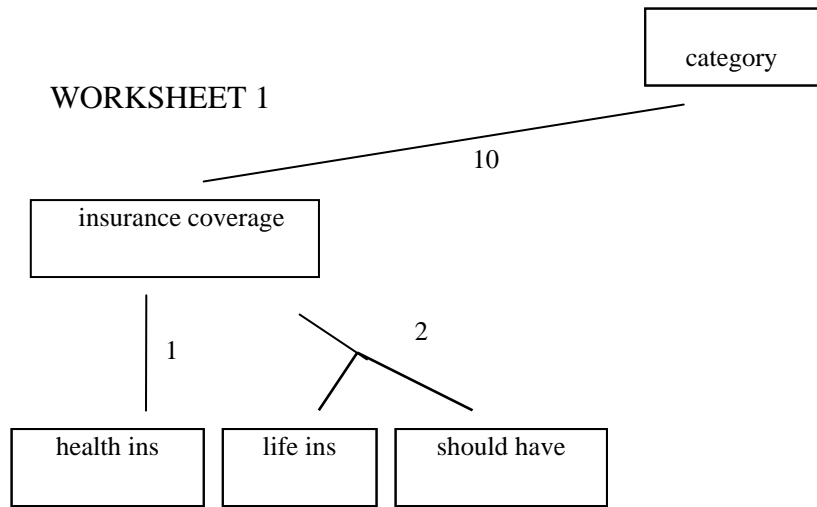 category
WORKSHEET 1
10
insurance coverage
1
2
health ins
life ins
should have